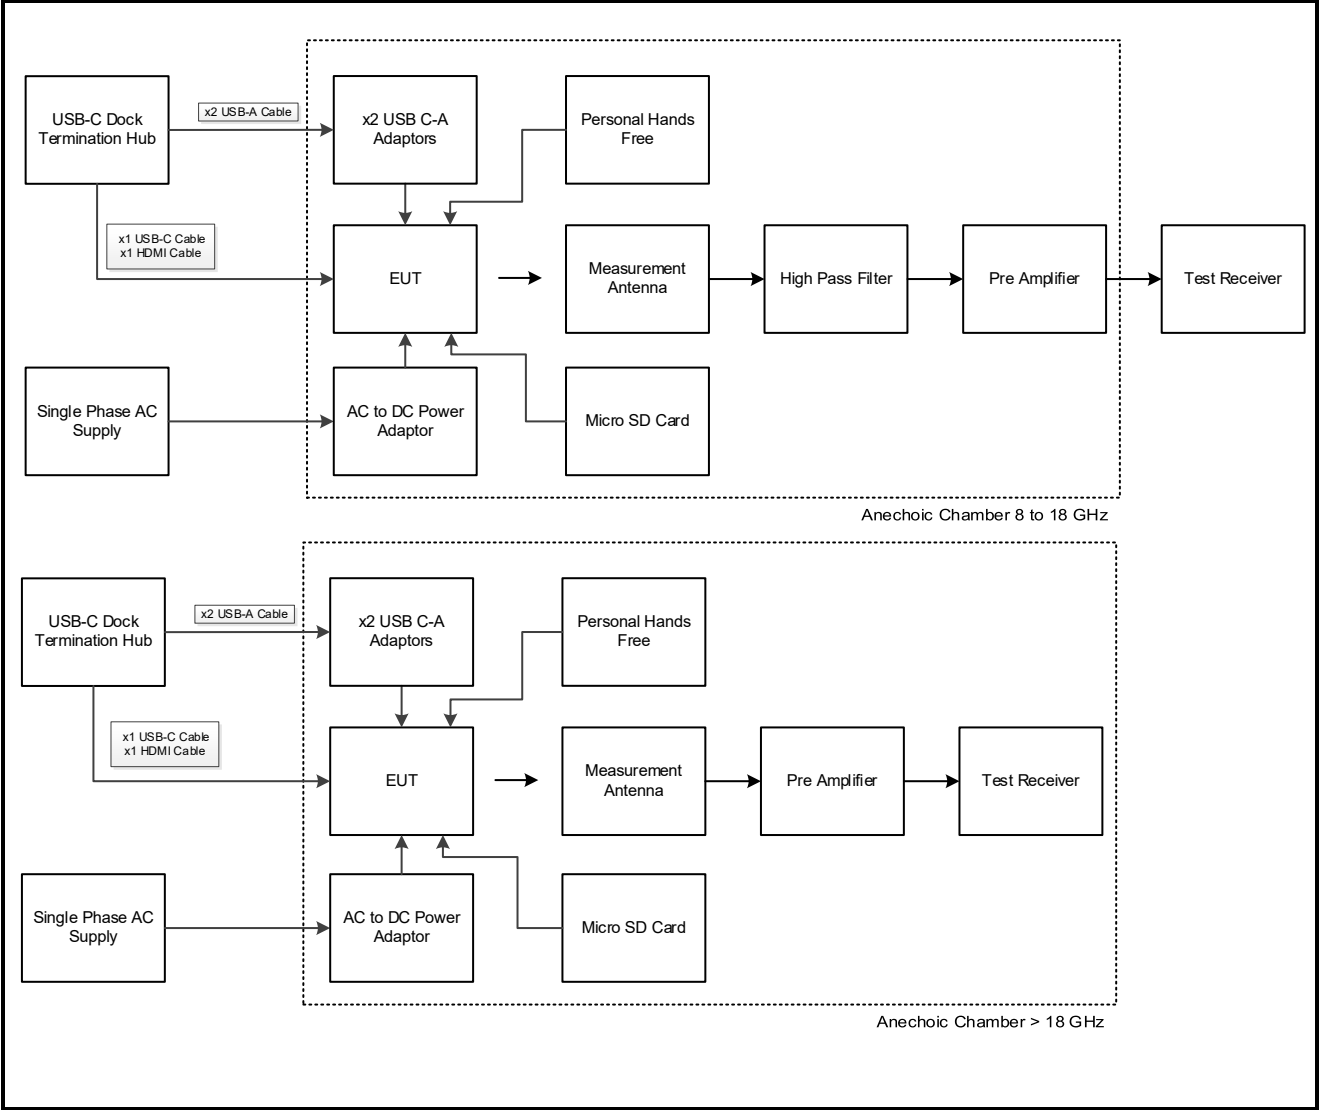 USB-C Dock
Termination Hub
x2 USB-A Cable
x2 USB C-A
Adaptors
Personal Hands
Free
x1 USB-C Cable
x1 HDMI Cable
EUT
Measurement
Antenna
High Pass Filter
Pre Amplifier
Test Receiver
Single Phase AC
Supply
AC to DC Power
Adaptor
Micro SD Card
Anechoic Chamber 8 to 18 GHz
USB-C Dock
Termination Hub
x2 USB-A Cable
x2 USB C-A
Adaptors
Personal Hands
Free
x1 USB-C Cable
x1 HDMI Cable
EUT
Measurement
Antenna
Pre Amplifier
Test Receiver
Single Phase AC
Supply
AC to DC Power
Adaptor
Micro SD Card
Anechoic Chamber > 18 GHz